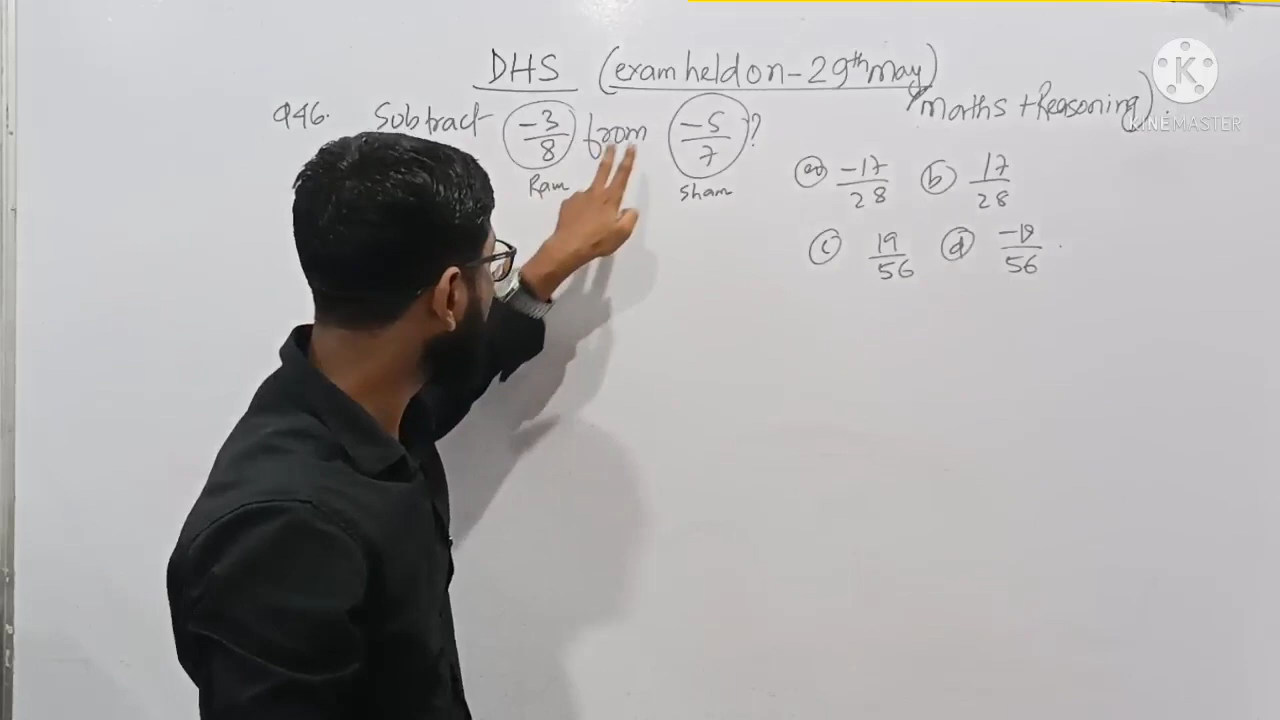 DHS (exam held on - 29th may)
Maths + Reasoning).
Q46. Subtract -3/8 from -5/7?
Ram Sham
(a) -17/28 (b) 17/28
(c) 19/56 (d) -19/56.
K
KINEMASTER